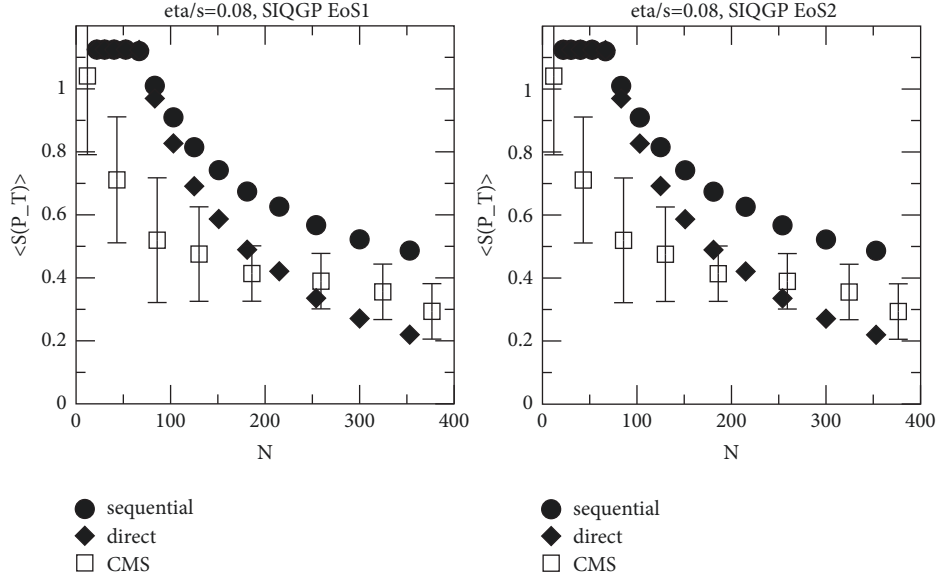 eta/s=0.08, SIQGP EoS1
1
0.8
0.6
0.4
0.2
0
<S(P_T)>
0 100 200 300 400
N
sequential
direct
CMS
eta/s=0.08, SIQGP EoS2
1
0.8
0.6
0.4
0.2
0
<S(P_T)>
0 100 200 300 400
N
sequential
direct
CMS